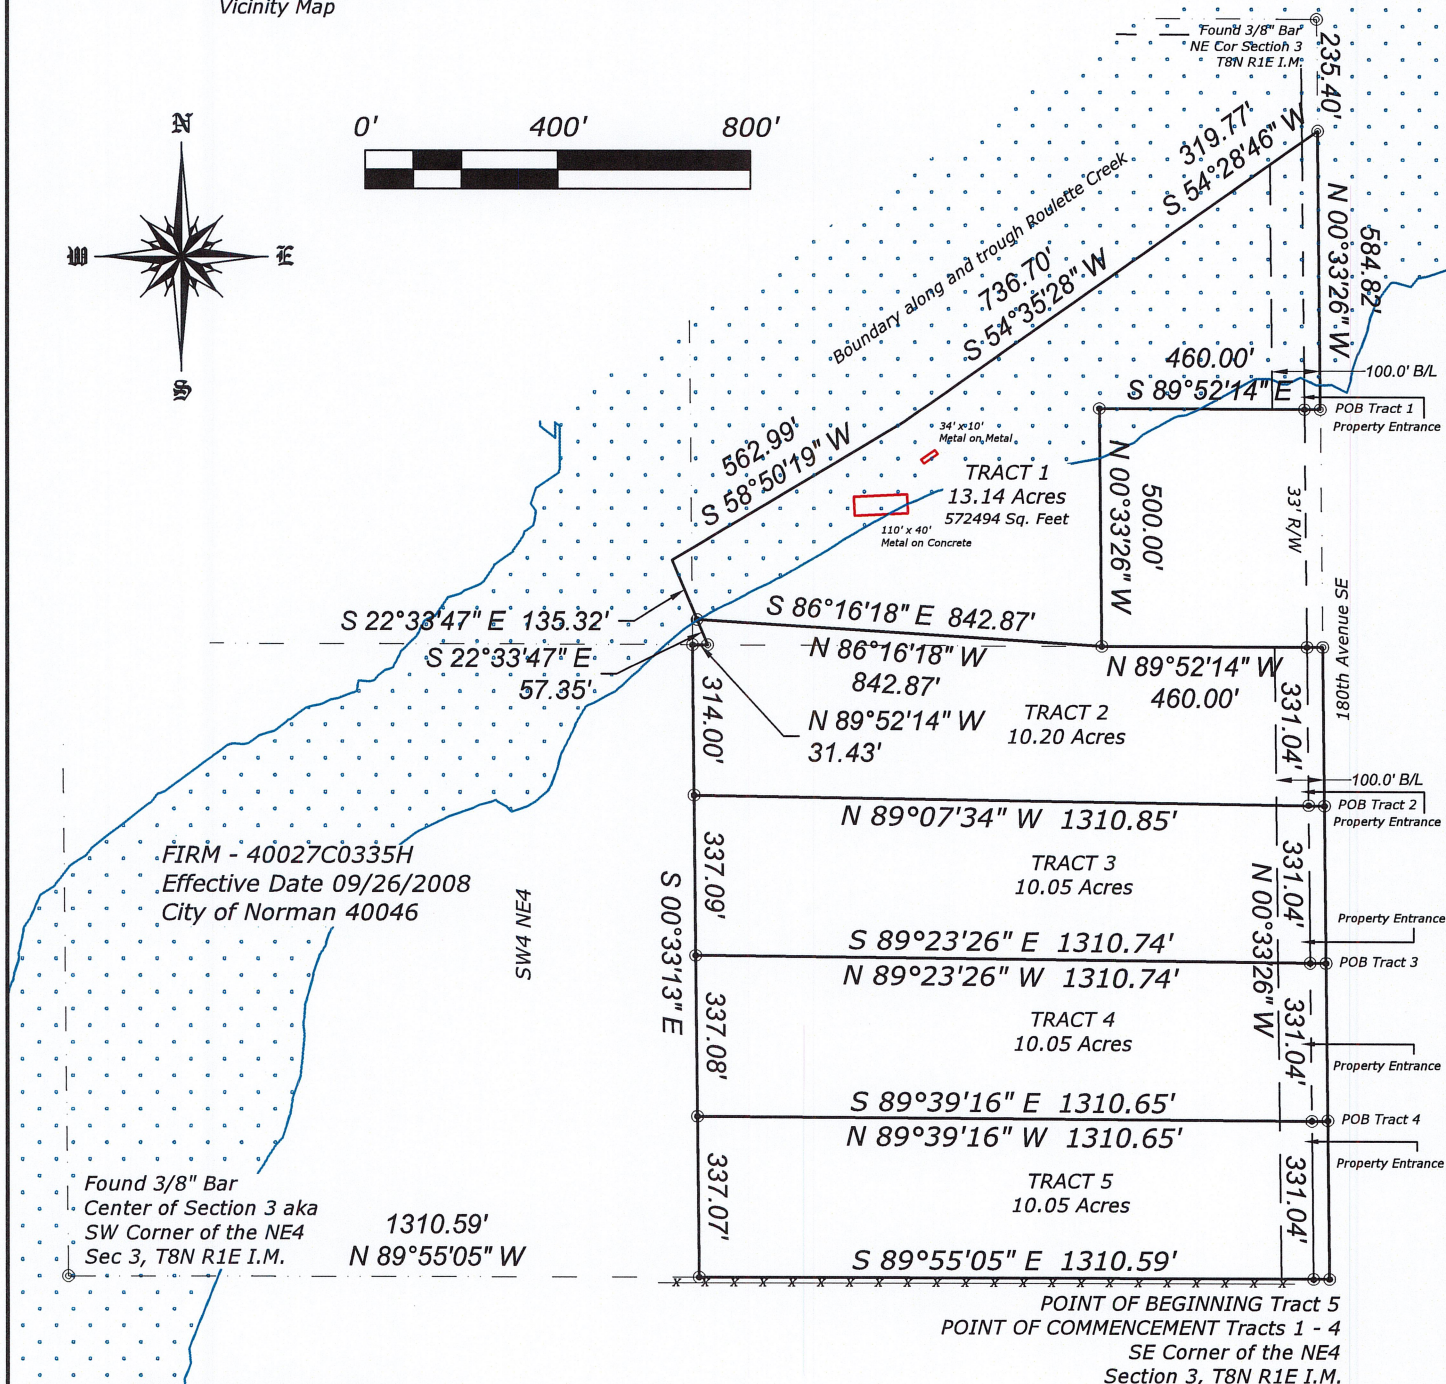 Vicinity Map
Found 3/8" Bar
NE Cor Section 3
T8N R1E I.M.
235.40'
N
W
E
S
0'
400'
800'
319.77'
S 54°28'46" W
Boundary along and trough Roulette Creek
736.70'
S 54°35'28" W
N 00°33'26" W
584.82'
460.00'
S 89°52'14" E
100.0' B/L
POB Tract 1
Property Entrance
562.99'
S 58°50'19" W
34' x 10'
Metal on Metal
TRACT 1
13.14 Acres
572494 Sq. Feet
110' x 40'
Metal on Concrete
N 00°33'26" W
500.00'
33' R/W
180th Avenue SE
S 22°33'47" E 135.32'
S 86°16'18" E 842.87'
S 22°33'47" E
57.35'
N 86°16'18" W
842.87'
N 89°52'14" W
460.00'
314.00'
N 89°52'14" W
31.43'
TRACT 2
10.20 Acres
331.04'
100.0' B/L
POB Tract 2
Property Entrance
N 89°07'34" W 1310.85'
FIRM - 40027C0335H
Effective Date 09/26/2008
City of Norman 40046
SW4 NE4
S 00°33'13" E
337.09'
TRACT 3
10.05 Acres
331.04'
N 00°33'26" W
Property Entrance
S 89°23'26" E 1310.74'
POB Tract 3
N 89°23'26" W 1310.74'
337.08'
TRACT 4
10.05 Acres
331.04'
Property Entrance
S 89°39'16" E 1310.65'
POB Tract 4
N 89°39'16" W 1310.65'
Property Entrance
337.07'
TRACT 5
10.05 Acres
331.04'
Found 3/8" Bar
Center of Section 3 aka
SW Corner of the NE4
Sec 3, T8N R1E I.M.
1310.59'
N 89°55'05" W
S 89°55'05" E 1310.59'
POINT OF BEGINNING Tract 5
POINT OF COMMENCEMENT Tracts 1 - 4
SE Corner of the NE4
Section 3, T8N R1E I.M.